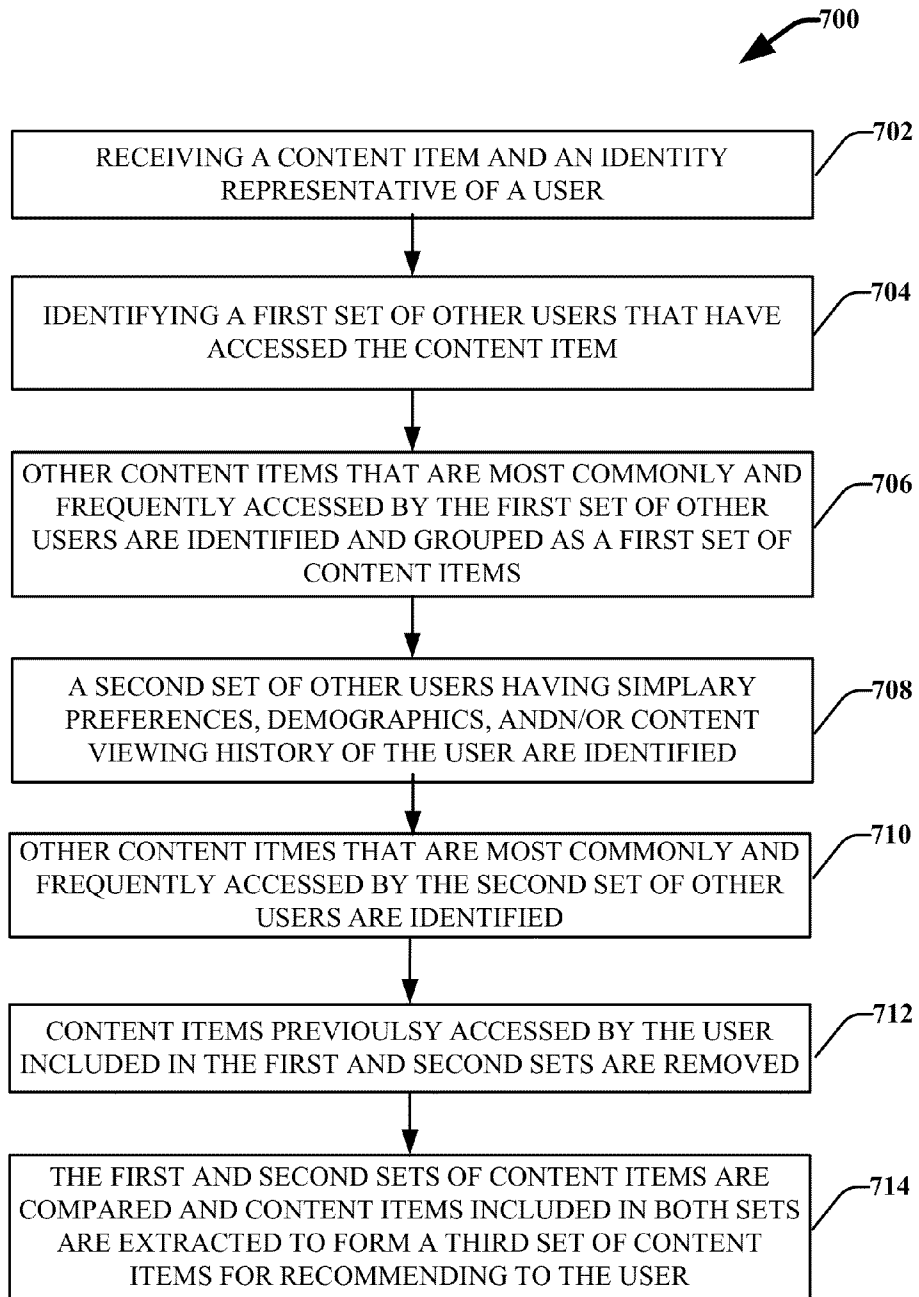 700
702
RECEIVING A CONTENT ITEM AND AN IDENTITY
REPRESENTATIVE OF A USER
704
IDENTIFYING A FIRST SET OF OTHER USERS THAT HAVE
ACCESSED THE CONTENT ITEM
706
OTHER CONTENT ITEMS THAT ARE MOST COMMONLY AND
FREQUENTLY ACCESSED BY THE FIRST SET OF OTHER
USERS ARE IDENTIFIED AND GROUPED AS A FIRST SET OF
CONTENT ITEMS
708
A SECOND SET OF OTHER USERS HAVING SIMPLARY
PREFERENCES, DEMOGRAPHICS, ANDN/OR CONTENT
VIEWING HISTORY OF THE USER ARE IDENTIFIED
710
OTHER CONTENT ITMES THAT ARE MOST COMMONLY AND
FREQUENTLY ACCESSED BY THE SECOND SET OF OTHER
USERS ARE IDENTIFIED
712
CONTENT ITEMS PREVIOULSY ACCESSED BY THE USER
INCLUDED IN THE FIRST AND SECOND SETS ARE REMOVED
714
THE FIRST AND SECOND SETS OF CONTENT ITEMS ARE
COMPARED AND CONTENT ITEMS INCLUDED IN BOTH SETS
ARE EXTRACTED TO FORM A THIRD SET OF CONTENT
ITEMS FOR RECOMMENDING TO THE USER